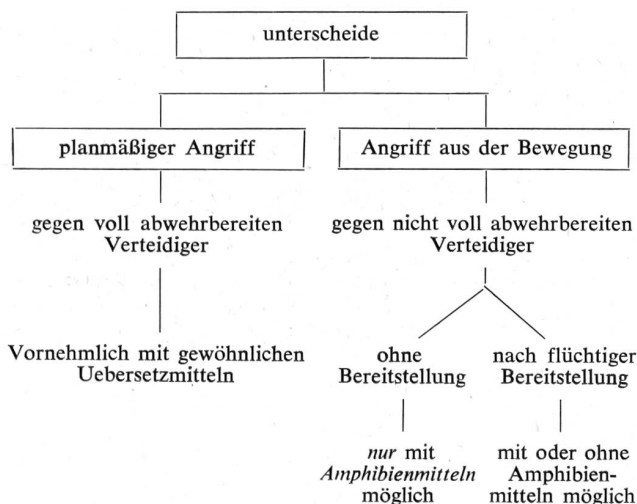 unterscheide
planmäßiger Angriff
Angriff aus der Bewegung
gegen voll abwehrbereiten
Verteidiger
gegen nicht voll abwehrbereiten
Verteidiger
Vornehmlich mit gewöhnlichen
Uebersetzmitteln
ohne
Bereitstellung
nach flüchtiger
Bereitstellung
nur mit
Amphibienmitteln
möglich
mit oder ohne
Amphibien-
mitteln möglich